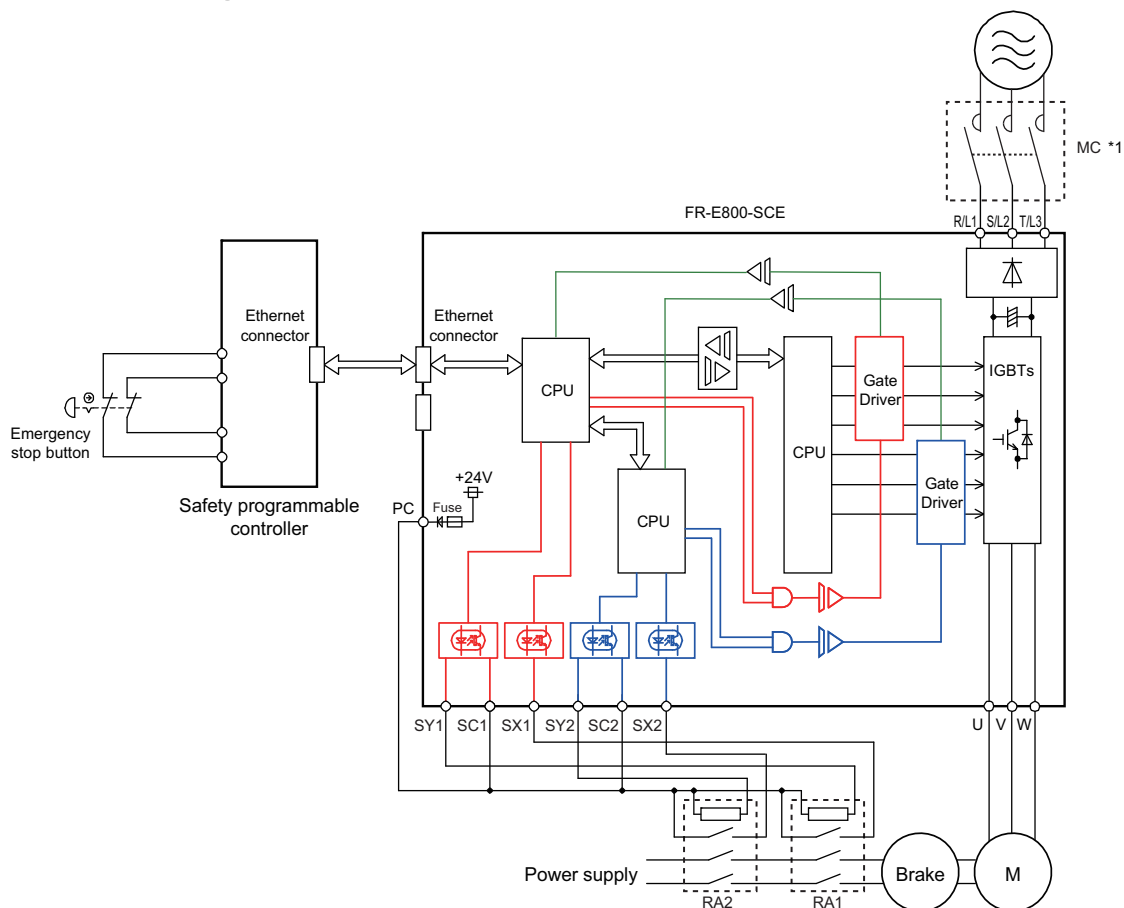 MC *1
FR-E800-SCE
R/L1 S/L2 T/L3
Ethernet
connector
Ethernet
connector
CPU
Gate
Driver
IGBTs
Emergency
stop button
CPU
Gate
Driver
Safety programmable
controller
+24V
PC
Fuse
CPU
SY1 SC1 SX1 SY2 SC2 SX2
U V W
Power supply
Brake
M
RA2
RA1